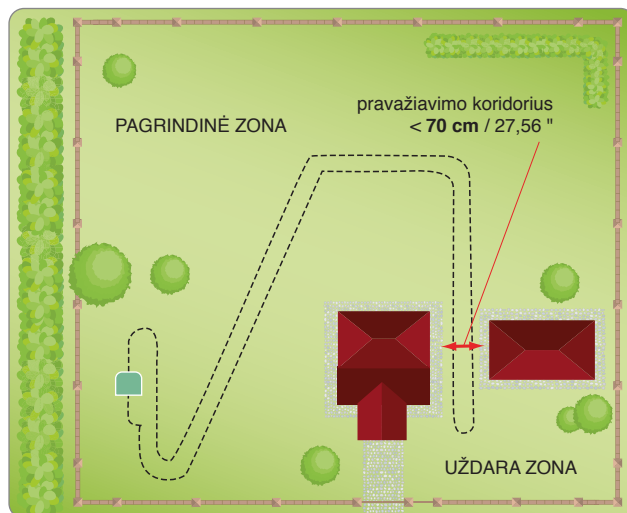 pravažiavimo koridorius
< 70 cm / 27,56 "
PAGRINDINĖ ZONA
UŽDARA ZONA